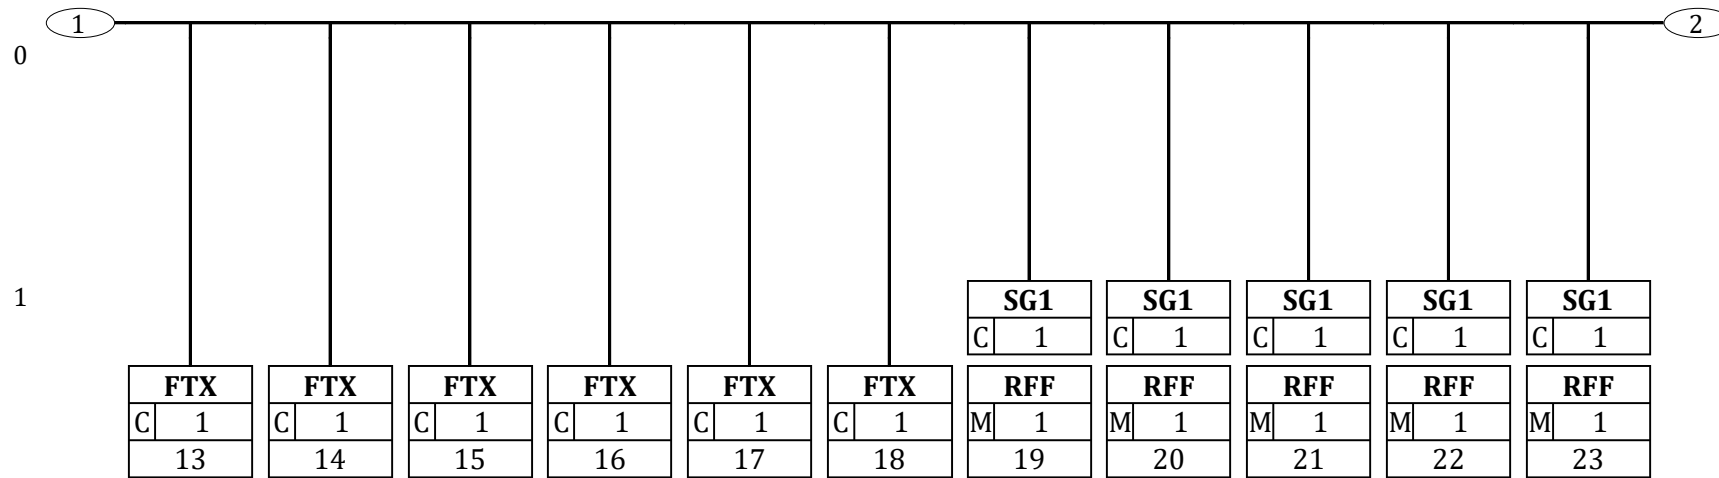 1 2
0
1 SG1 SG1 SG1 SG1 SG1
C 1 C 1 C 1 C 1 C 1
FTX FTX FTX FTX FTX FTX RFF RFF RFF RFF RFF
C 1 C 1 C 1 C 1 C 1 C 1 M 1 M 1 M 1 M 1 M 1
13 14 15 16 17 18 19 20 21 22 23